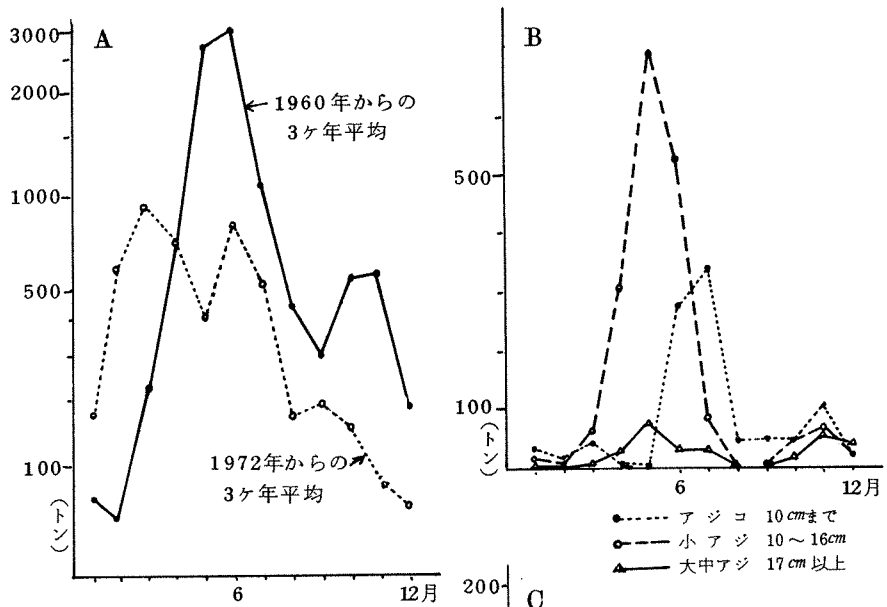 A
3000
2000
1000
500
100
(トン)
1960年からの
3ケ年平均
1972年からの
3ケ年平均
6
12月
B
500
100
(トン)
6
12月
アジコ 10cmまで
小アジ 10～16cm
大中アジ 17cm以上
200
C